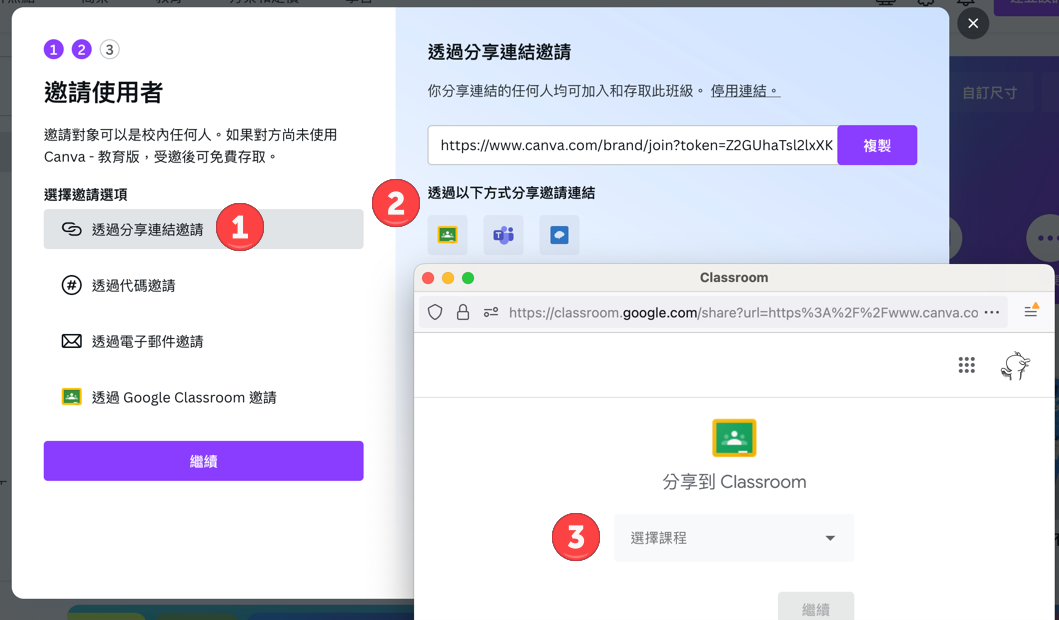 自訂尺寸
1 2 3
邀請使用者
邀請對象可以是校內任何人。如果對方尚未使用
Canva - 教育版，受邀後可免費存取。
選擇邀請選項
透過分享連結邀請
1
透過代碼邀請
透過電子郵件邀請
透過 Google Classroom 邀請
繼續
透過分享連結邀請
你分享連結的任何人均可加入和存取此班級。 停用連結。
https://www.canva.com/brand/join?token=Z2GUhaTsl2lxXK
複製
2
透過以下方式分享邀請連結
Classroom
https://classroom.google.com/share?url=https%3A%2F%2Fwww.canva.co
分享到 Classroom
3
選擇課程
繼續